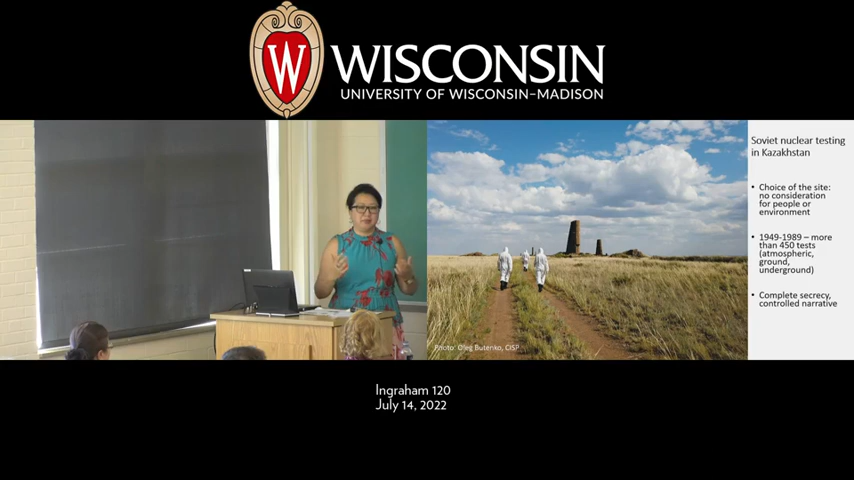 W
WISCONSIN
UNIVERSITY OF WISCONSIN–MADISON
Soviet nuclear testing
in Kazakhstan
• Choice of the site:
no consideration
for people or
environment
• 1949-1989 – more
than 450 tests
(atmospheric,
ground,
underground)
• Complete secrecy,
controlled narrative
Photo: Oleg Butenko, CISP
Ingraham 120
July 14, 2022